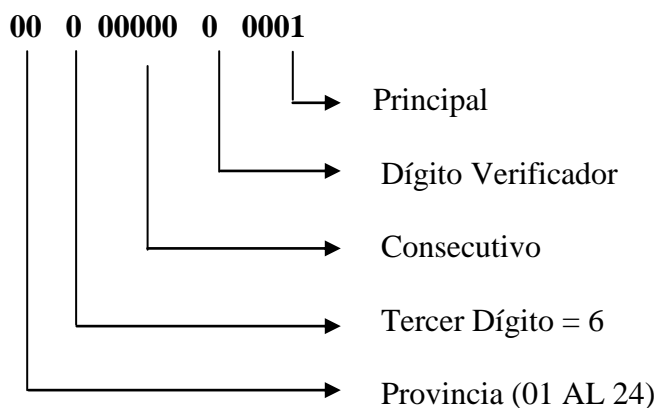 00 0 00000 0 0001
Principal
Dígito Verificador
Consecutivo
Tercer Dígito = 6
Provincia (01 AL 24)